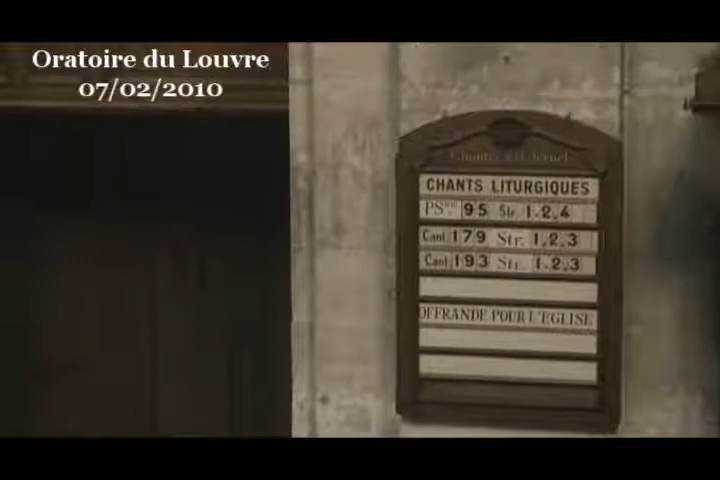 Oratoire du Louvre
07/02/2010
CHANTS LITURGIQUES
95 Str. 1.2.4
Cant. 179 Str. 1.2.3
Cant. 193 Str. 1.2.3
OFFRANDE POUR L'EGLISE